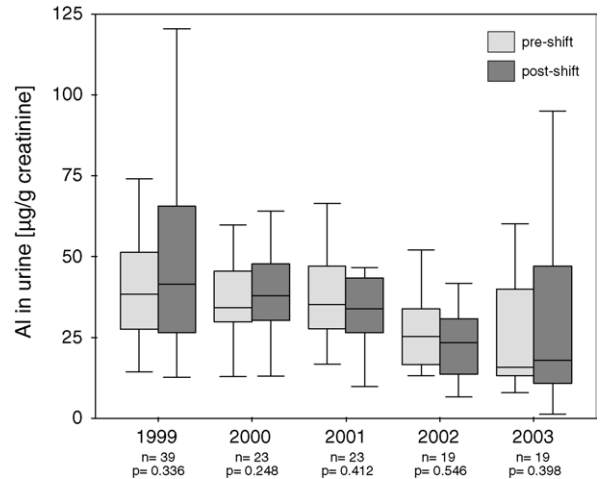 125
100
75
50
25
0
Al in urine [µg/g creatinine]
pre-shift
post-shift
1999 2000 2001 2002 2003
n= 39 n= 23 n= 23 n= 19 n= 19
p= 0.336 p= 0.248 p= 0.412 p= 0.546 p= 0.398